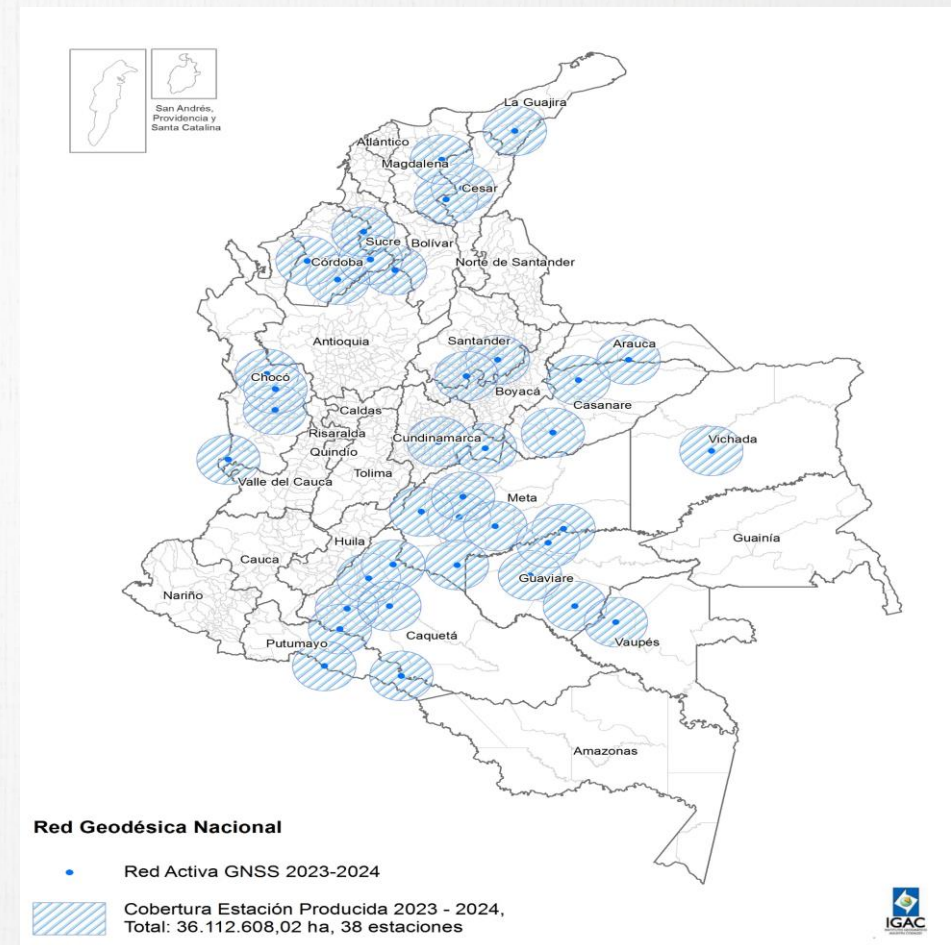 San Andrés,
Providencia y
Santa Catalina
La Guajira
Atlántico
Magdalena
Cesar
Sucre
Bolívar
Córdoba
Norte de Santander
Antioquia
Santander
Arauca
Chocó
Boyacá
Casanare
Caldas
Risaralda
Cundinamarca
Vichada
Quindío
Tolima
Valle del Cauca
Meta
Huila
Guainía
Cauca
Guaviare
Nariño
Caquetá
Vaupés
Putumayo
Amazonas
Red Geodésica Nacional
Red Activa GNSS 2023-2024
Cobertura Estación Producida 2023 - 2024,
Total: 36.112.608,02 ha, 38 estaciones
IGAC